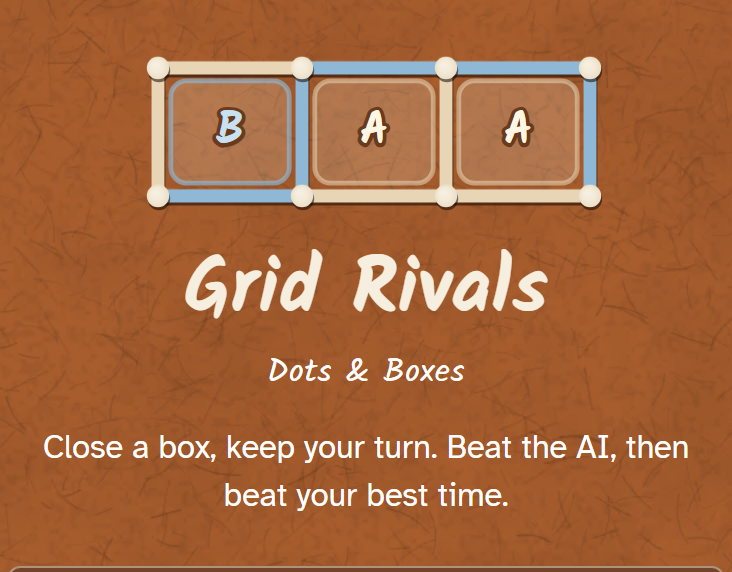 B A A
Grid Rivals
Dots & Boxes
Close a box, keep your turn. Beat the AI, then
beat your best time.